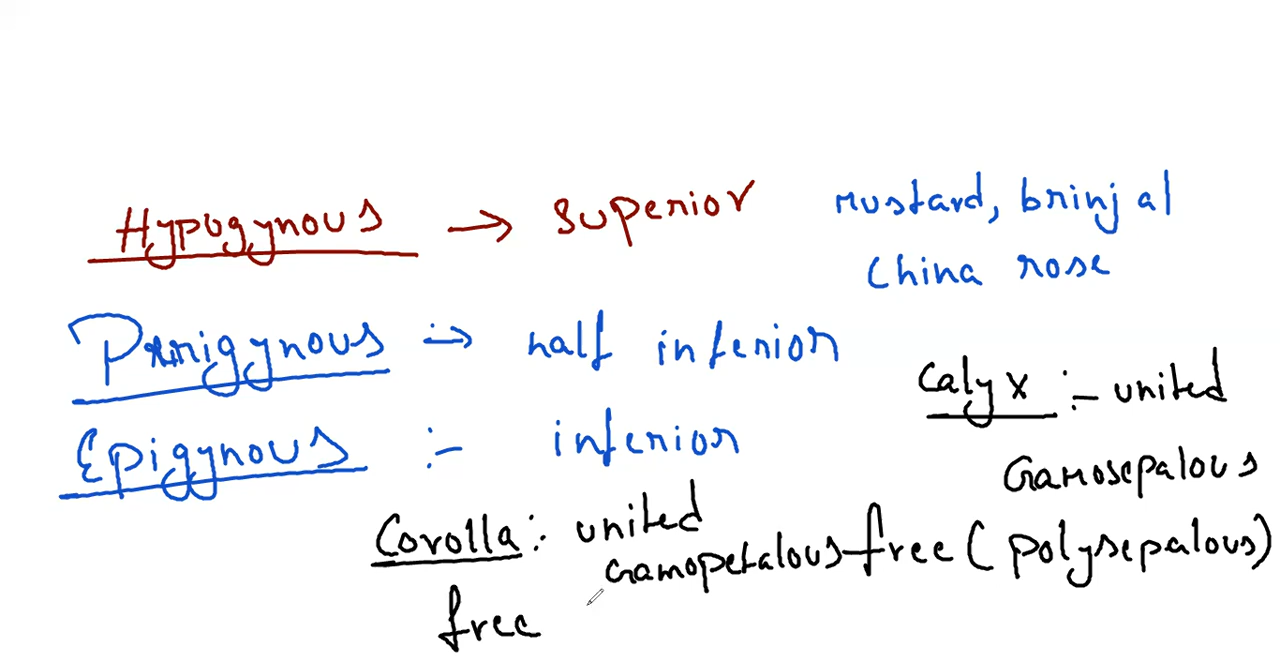 Hypogynous → superior mustard, brinjal
China rose
Perigynous → half inferior
Calyx :- united
Epigynous :- inferior
Gamosepalous
Corolla :- united
Gamopetalous free (polysepalous)
free